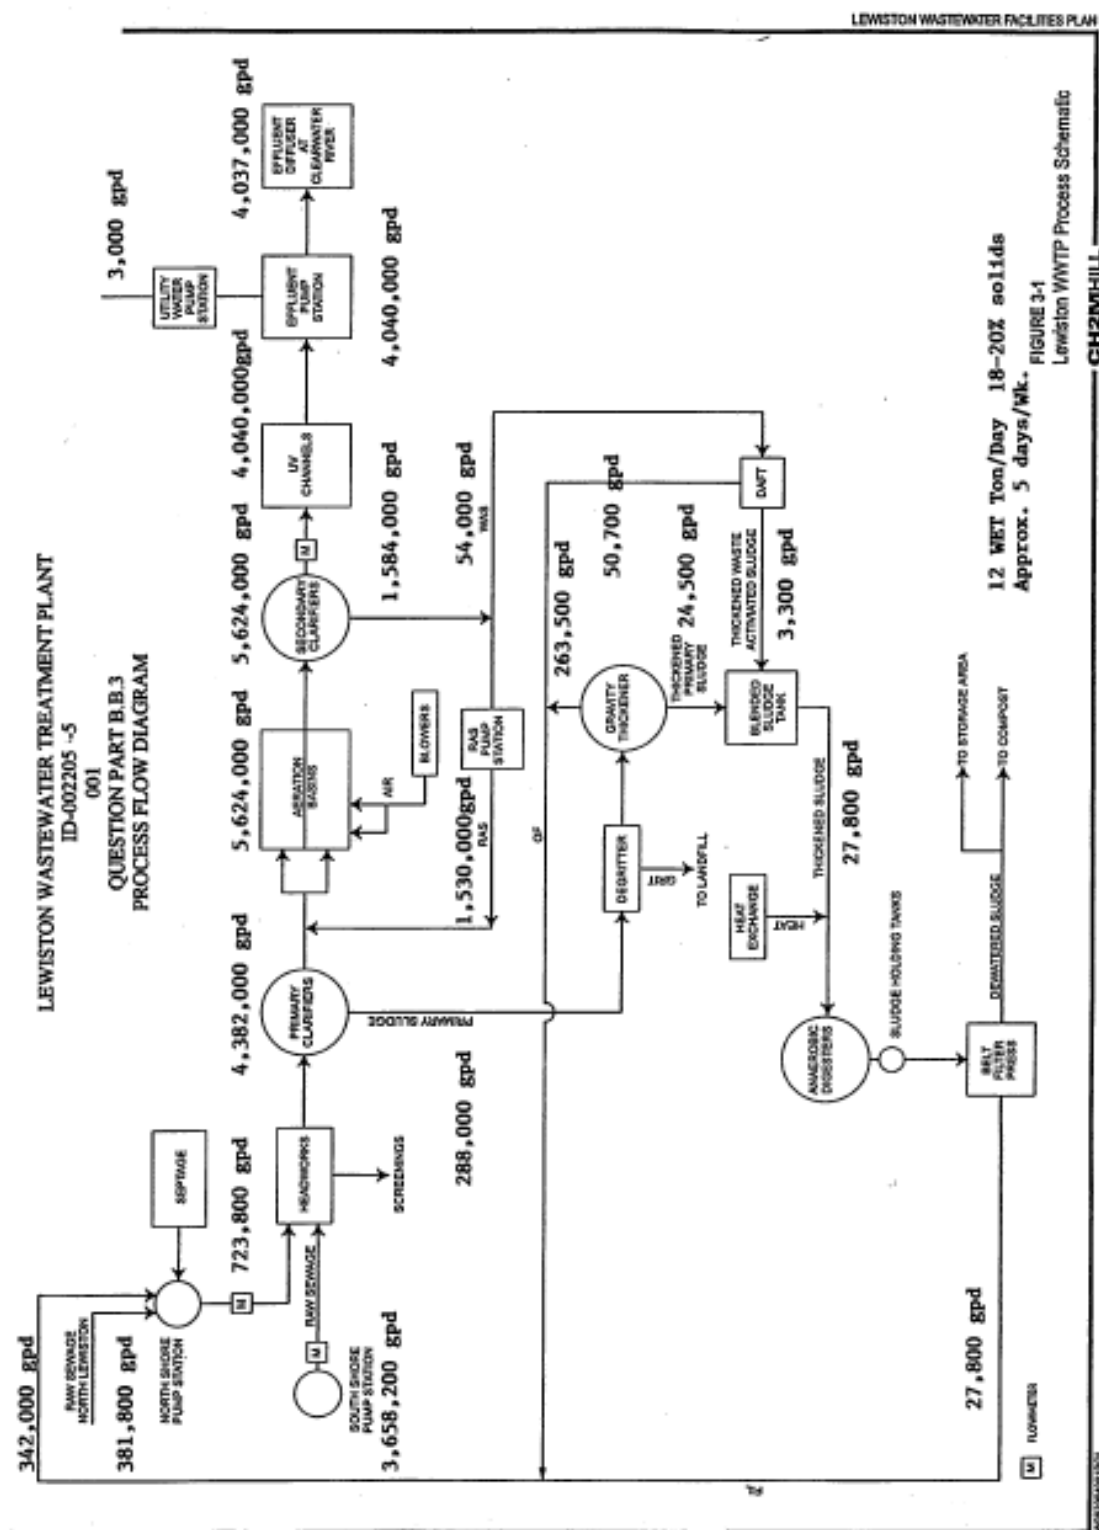 LEWISTON WASTEWATER FACILITIES PLAN
LEWISTON WASTEWATER TREATMENT PLANT
ID-002205 -5
001
QUESTION PART B.B.3
PROCESS FLOW DIAGRAM
342,000 gpd
RAW SEWAGE
NORTH LEWISTON
381,800 gpd
NORTH SHORE
PUMP STATION
SEPTAGE
723,800 gpd
M
HEADWORKS
SCREENINGS
RAW SEWAGE
M
SOUTH SHORE
PUMP STATION
3,658,200 gpd
4,382,000 gpd
PRIMARY
CLARIFIERS
PRIMARY SLUDGE
288,000 gpd
5,624,000 gpd
AERATION
BASINS
AIR
BLOWERS
1,530,000gpd
RAS
RAS
PUMP
STATION
5,624,000 gpd
SECONDARY
CLARIFIERS
M
1,584,000 gpd
54,000 gpd
WAS
4,040,000gpd
UV
CHANNELS
3,000 gpd
UTILITY
WATER
PUMP
STATION
EFFLUENT
PUMP
STATION
4,040,000 gpd
4,037,000 gpd
EFFLUENT
DIFFUSER
AT
CLEARWATER
RIVER
OF
263,500 gpd
50,700 gpd
DAFT
DEGRITTER
GRIT
TO LANDFILL
GRAVITY
THICKENER
THICKENED
PRIMARY
SLUDGE
24,500 gpd
THICKENED WASTE
ACTIVATED SLUDGE
3,300 gpd
BLENDED
SLUDGE
TANK
HEAT
EXCHANGE
HEAT
THICKENED SLUDGE
27,800 gpd
ANAEROBIC
DIGESTERS
SLUDGE HOLDING TANKS
BELT
FILTER
PRESS
DEWATERED SLUDGE
TO STORAGE AREA
TO COMPOST
27,800 gpd
12 WET Ton/Day 18-20% solids
Approx. 5 days/Wk.
M FLOWMETER
FIGURE 3-1
Lewiston WWTP Process Schematic
CH2MHILL